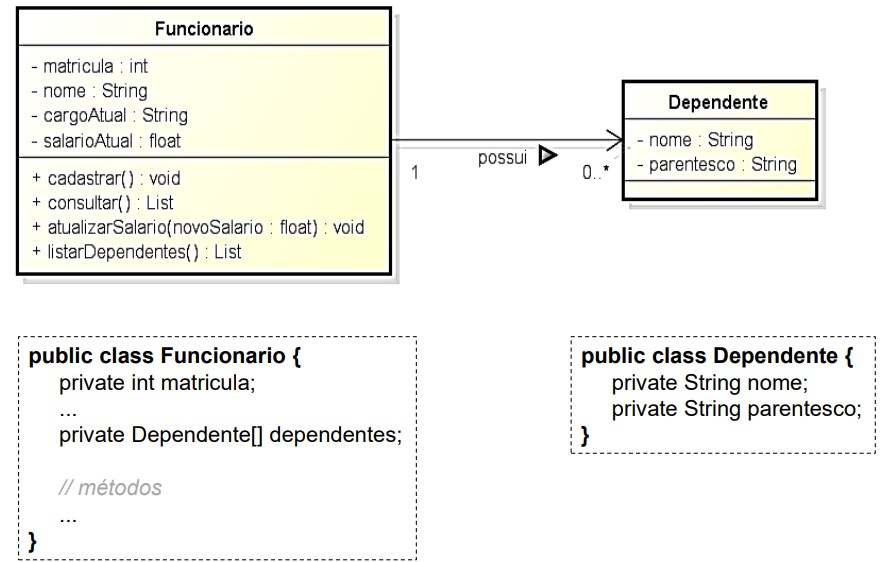 Funcionario
- matricula : int
- nome : String
- cargoAtual : String
- salarioAtual : float
+ cadastrar() : void
+ consultar() : List
+ atualizarSalario(novoSalario : float) : void
+ listarDependentes() : List
1
possui
0..*
Dependente
- nome : String
- parentesco : String
public class Funcionario {
private int matricula;
...
private Dependente[] dependentes;
// métodos
...
}
public class Dependente {
private String nome;
private String parentesco;
}